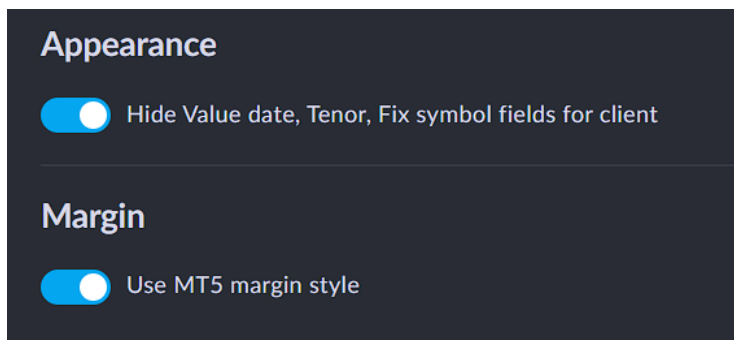 Appearance
Hide Value date, Tenor, Fix symbol fields for client
Margin
Use MT5 margin style